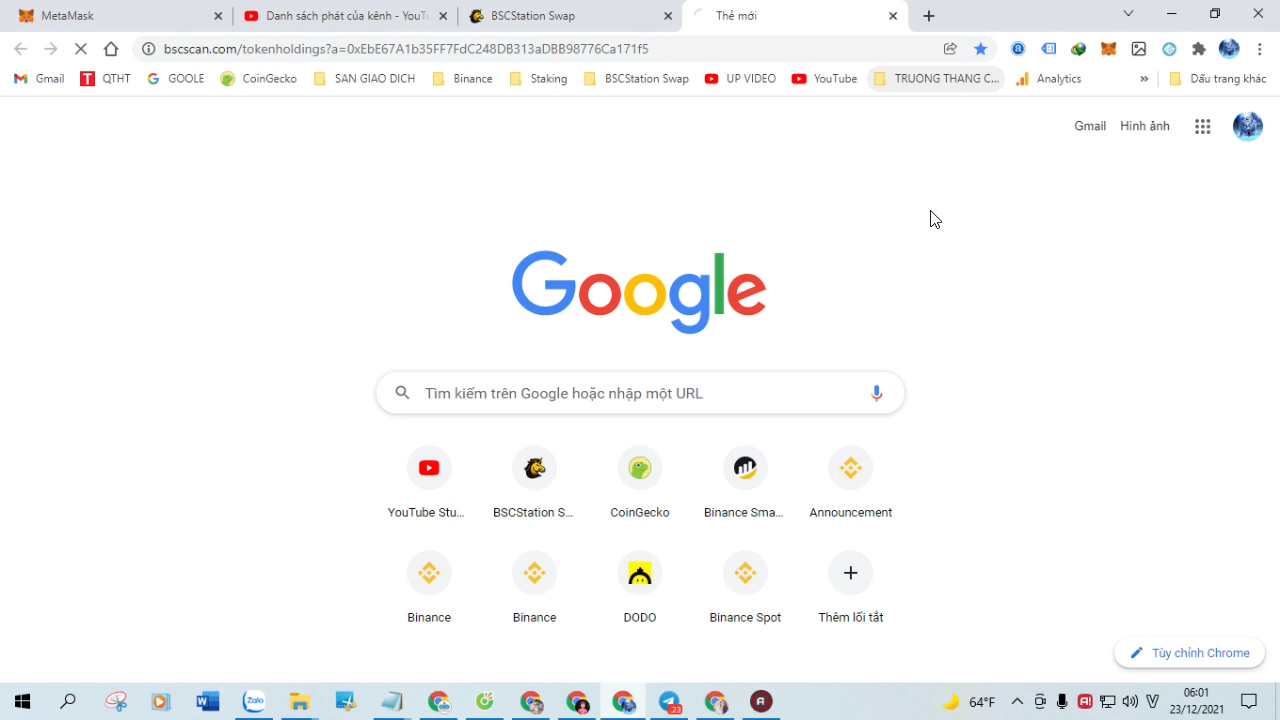 MetaMask
Danh sách phát của kênh - YouT
BSCStation Swap
Thẻ mới
bscscan.com/tokenholdings?a=0xEbE67A1b35FF7FdC248DB313aDBB98776Ca171f5
Gmail
QTHT
GOOLE
CoinGecko
SAN GIAO DICH
Binance
Staking
BSCStation Swap
UP VIDEO
YouTube
TRUONG THANG C...
Analytics
»
Dấu trang khác
Gmail
Hình ảnh
Google
Tìm kiếm trên Google hoặc nhập một URL
YouTube Stu...
BSCStation S...
CoinGecko
Binance Sma...
Announcement
Binance
Binance
DODO
Binance Spot
Thêm lối tắt
Tùy chỉnh Chrome
Zalo
23
64°F
06:01
23/12/2021